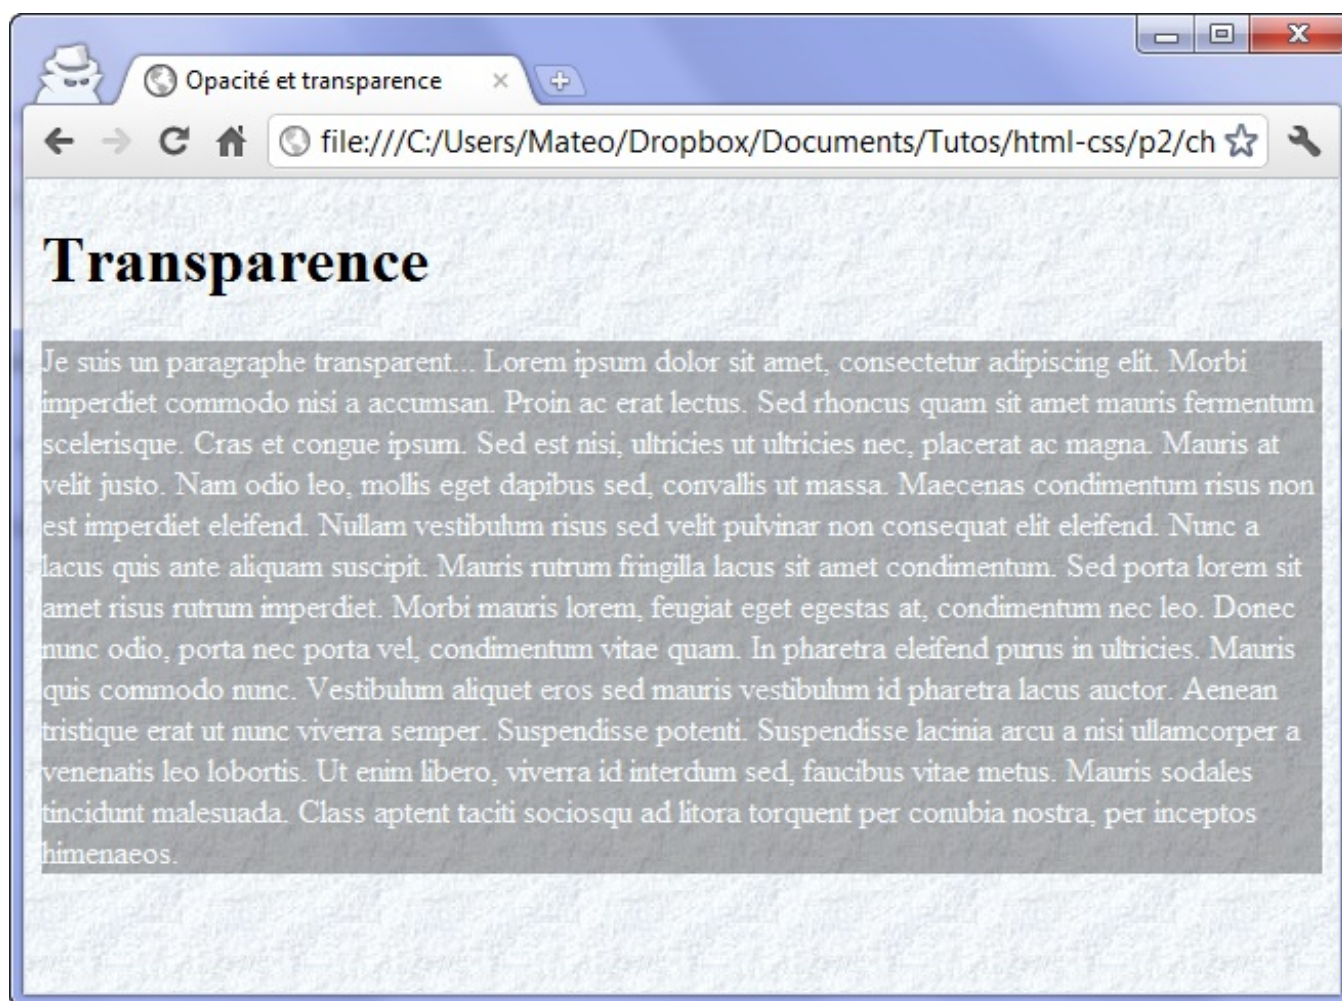 Opacité et transparence
file:///C:/Users/Mateo/Dropbox/Documents/Tutos/html-css/p2/ch
Transparence
Je suis un paragraphe transparent... Lorem ipsum dolor sit amet, consectetur adipiscing elit. Morbi
imperdiet commodo nisi a accumsan. Proin ac erat lectus. Sed rhoncus quam sit amet mauris fermentum
scelerisque. Cras et congue ipsum. Sed est nisi, ultricies ut ultricies nec, placerat ac magna. Mauris at
velit justo. Nam odio leo, mollis eget dapibus sed, convallis ut massa. Maecenas condimentum risus non
est imperdiet eleifend. Nullam vestibulum risus sed velit pulvinar non consequat elit eleifend. Nunc a
lacus quis ante aliquam suscipit. Mauris rutrum fringilla lacus sit amet condimentum. Sed porta lorem sit
amet risus rutrum imperdiet. Morbi mauris lorem, feugiat eget egestas at, condimentum nec leo. Donec
nunc odio, porta nec porta vel, condimentum vitae quam. In pharetra eleifend purus in ultricies. Mauris
quis commodo nunc. Vestibulum aliquet eros sed mauris vestibulum id pharetra lacus auctor. Aenean
tristique erat ut nunc viverra semper. Suspendisse potenti. Suspendisse lacinia arcu a nisi ullamcorper a
venenatis leo lobortis. Ut enim libero, viverra id interdum sed, faucibus vitae metus. Mauris sodales
tincidunt malesuada. Class aptent taciti sociosqu ad litora torquent per conubia nostra, per inceptos
himenaeos.